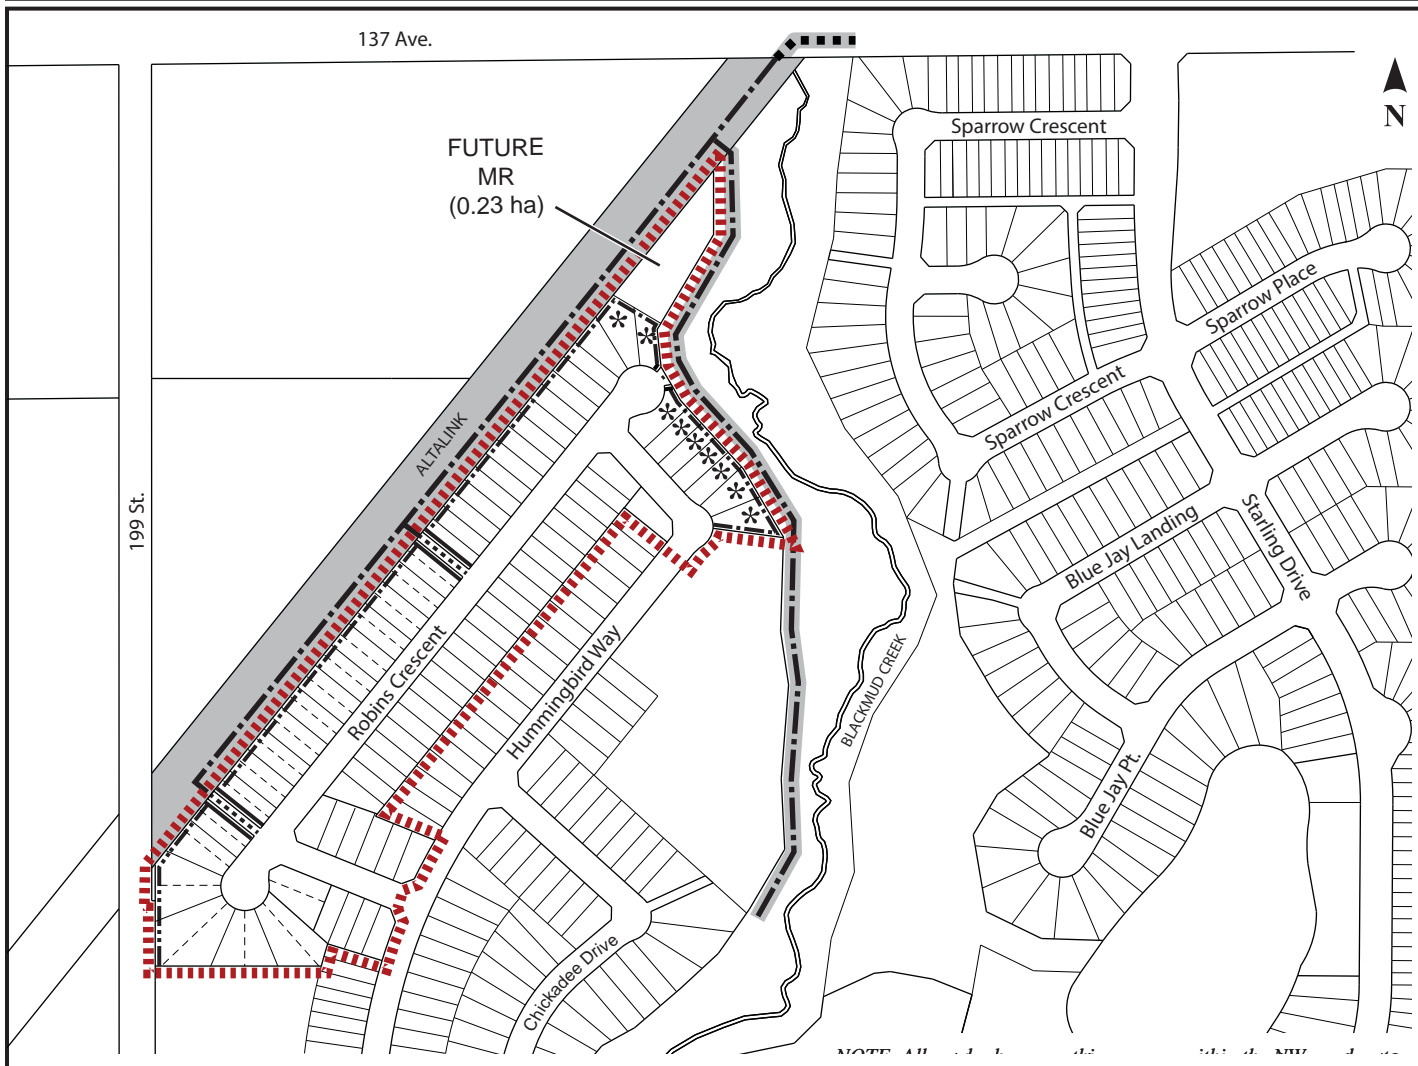 137 Ave.
N
FUTURE
MR
(0.23 ha)
Sparrow Crescent
Sparrow Place
Sparrow Crescent
ALTALINK
199 St.
Starling Drive
Blue Jay Landing
Robins Crescent
Hummingbird Way
BLACKMUD CREEK
Blue Jay Pt.
Chickadee Drive
NOTE